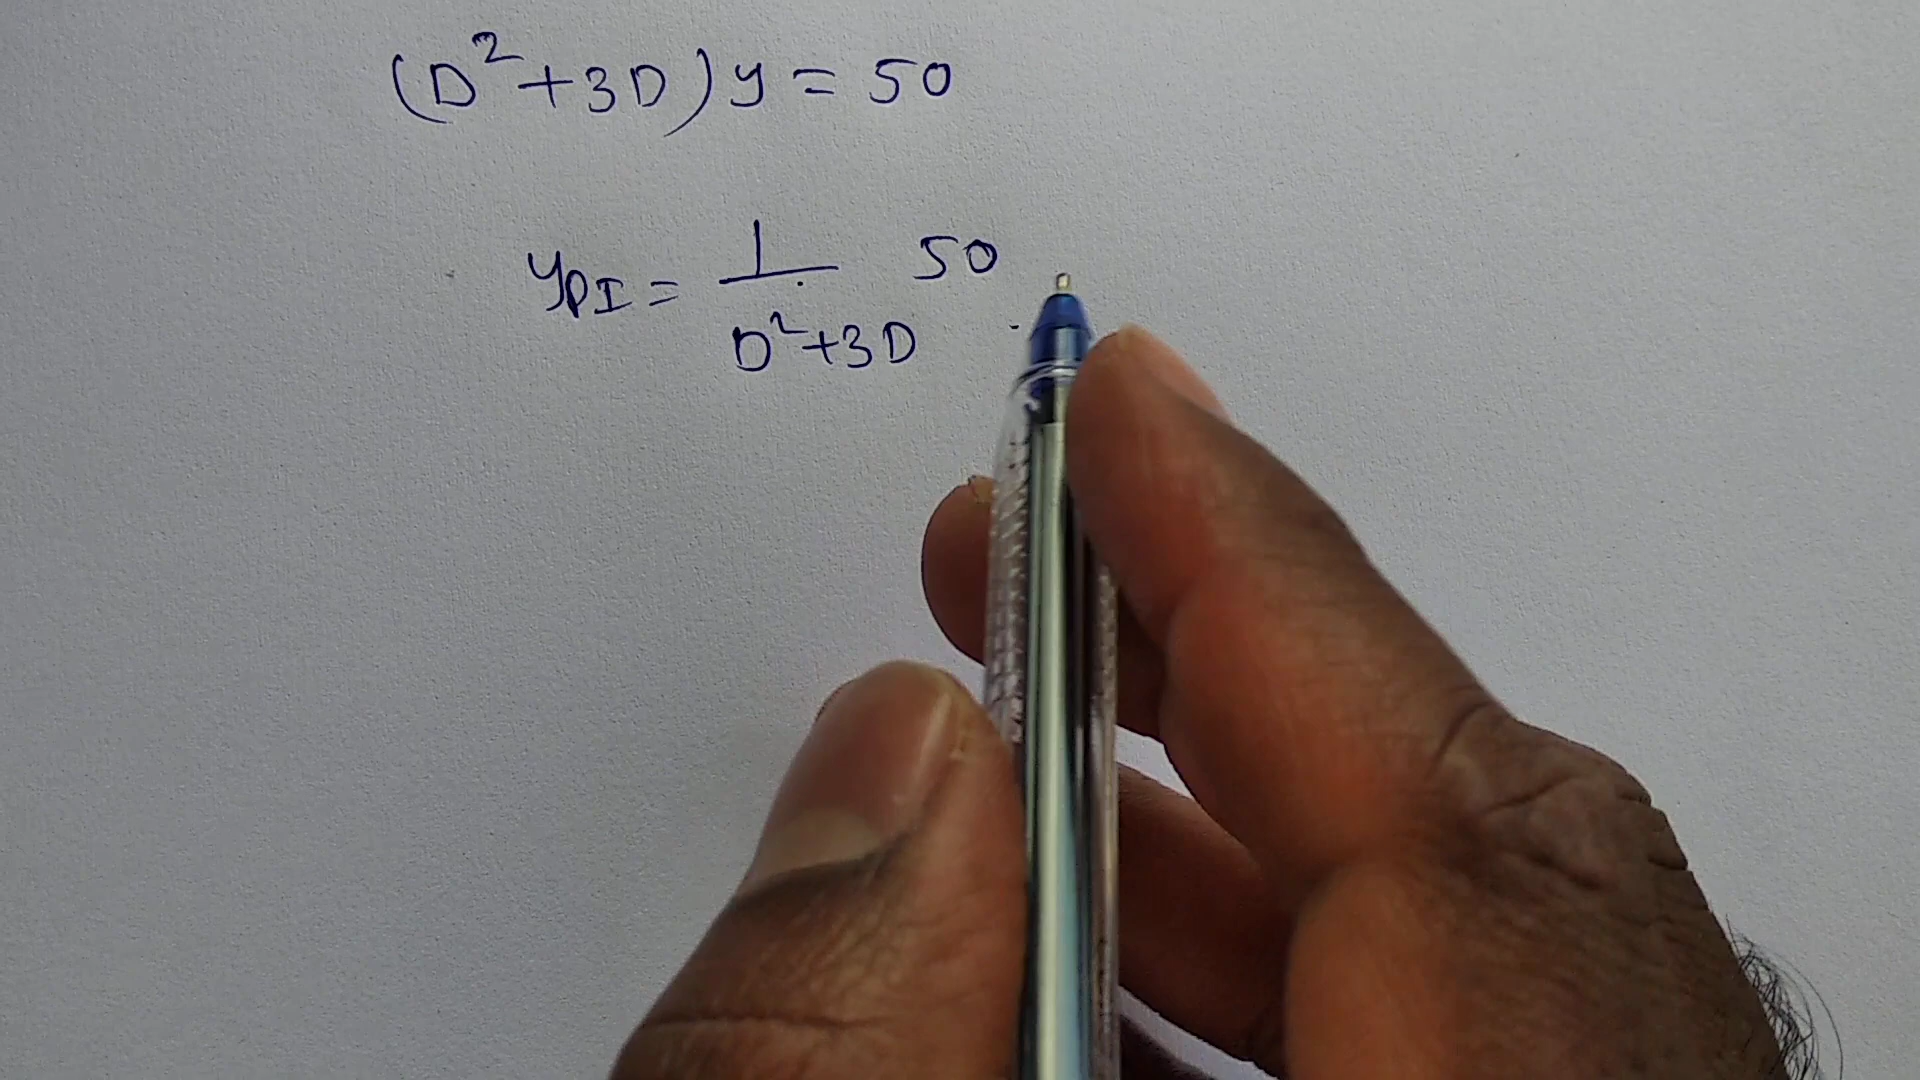 (D²+3D)y = 50
y_PI = 1/(D²+3D) 50